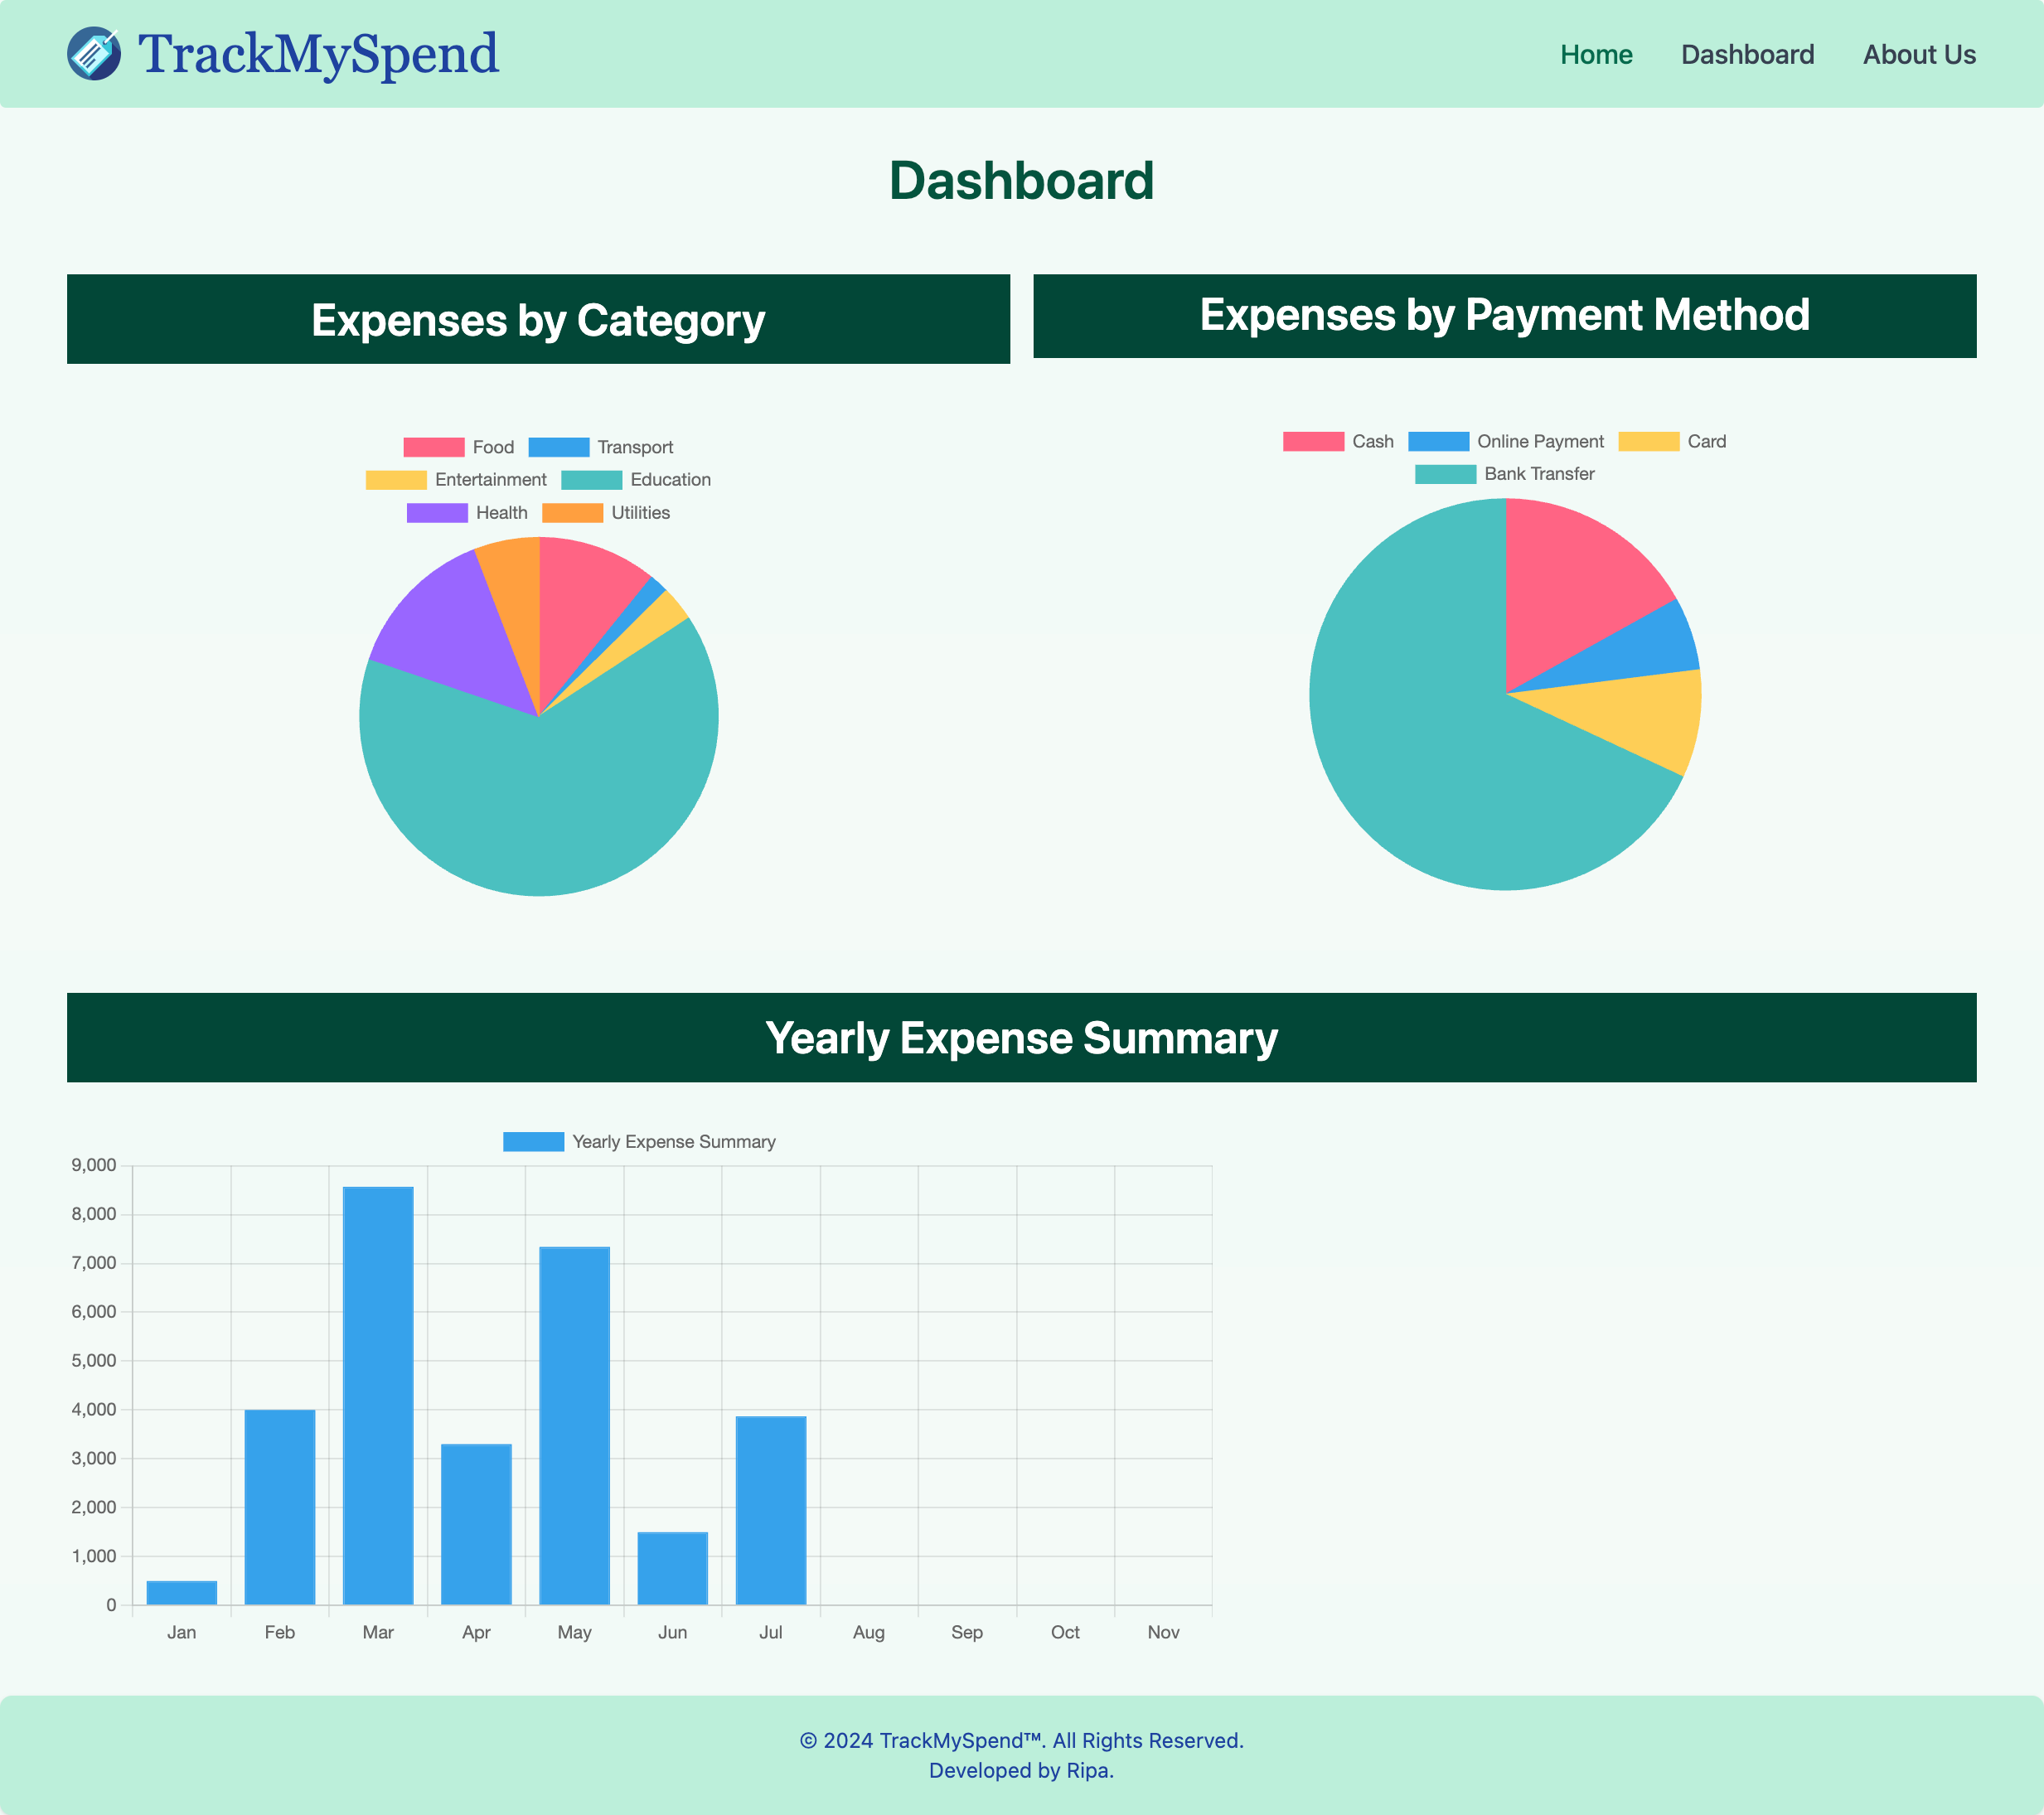 TrackMySpend
Home Dashboard About Us
Dashboard
Expenses by Category
Food Transport
Entertainment Education
Health Utilities
Expenses by Payment Method
Cash Online Payment Card
Bank Transfer
Yearly Expense Summary
Yearly Expense Summary
9,000
8,000
7,000
6,000
5,000
4,000
3,000
2,000
1,000
0
Jan Feb Mar Apr May Jun Jul Aug Sep Oct Nov
© 2024 TrackMySpend™. All Rights Reserved.
Developed by Ripa.